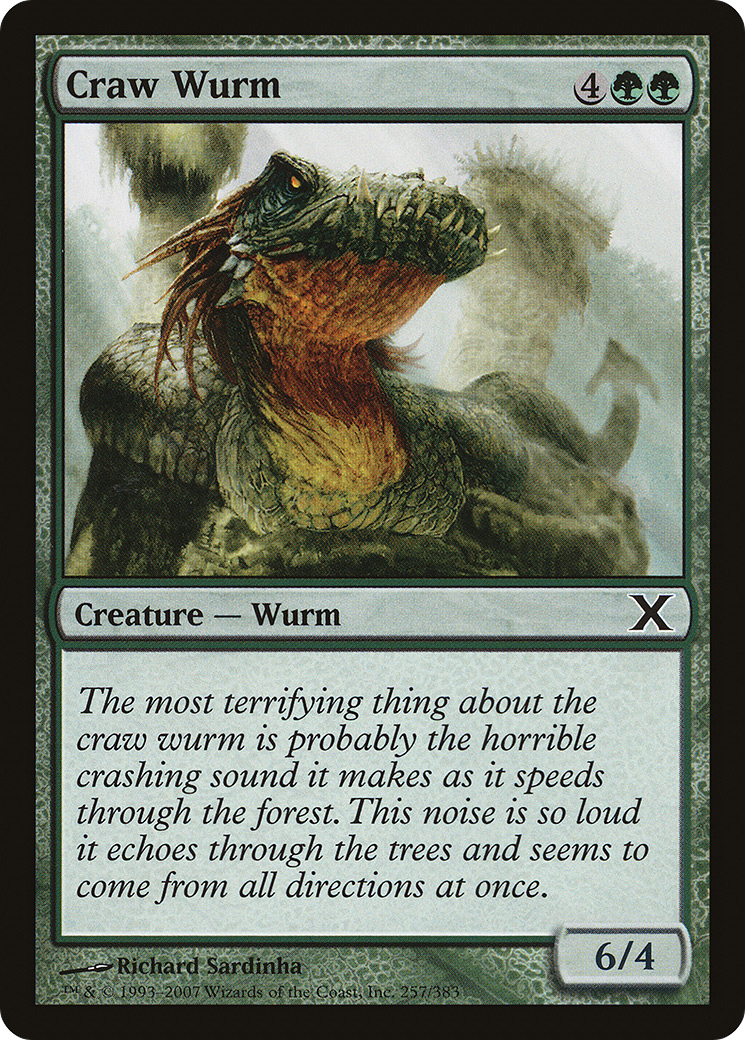 Craw Wurm 4
Creature — Wurm X
The most terrifying thing about the
craw wurm is probably the horrible
crashing sound it makes as it speeds
through the forest. This noise is so loud
it echoes through the trees and seems to
come from all directions at once.
6/4
Richard Sardinha
™ & © 1993–2007 Wizards of the Coast, Inc. 257/383